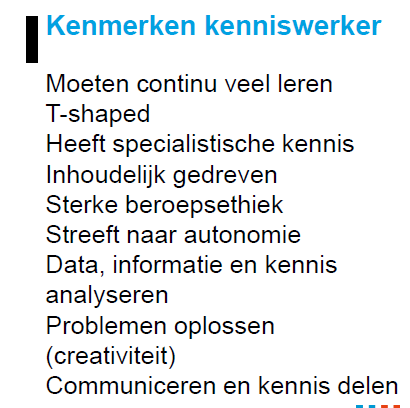 Kenmerken kenniswerker
Moeten continu veel leren
T-shaped
Heeft specialistische kennis
Inhoudelijk gedreven
Sterke beroepsethiek
Streeft naar autonomie
Data, informatie en kennis
analyseren
Problemen oplossen
(creativiteit)
Communiceren en kennis delen